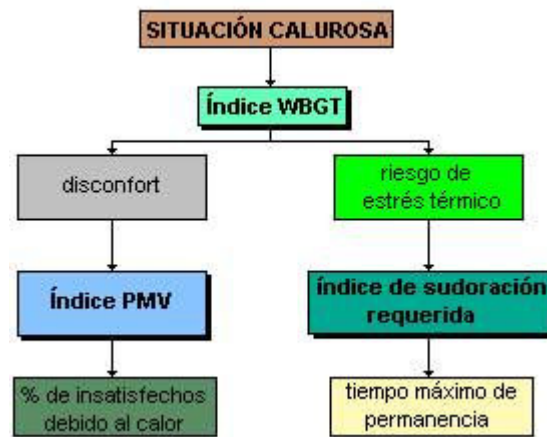 SITUACIÓN CALUROSA
Índice WBGT
disconfort
riesgo de
estrés térmico
Índice PMV
índice de sudoración
requerida
% de insatisfechos
debido al calor
tiempo máximo de
permanencia